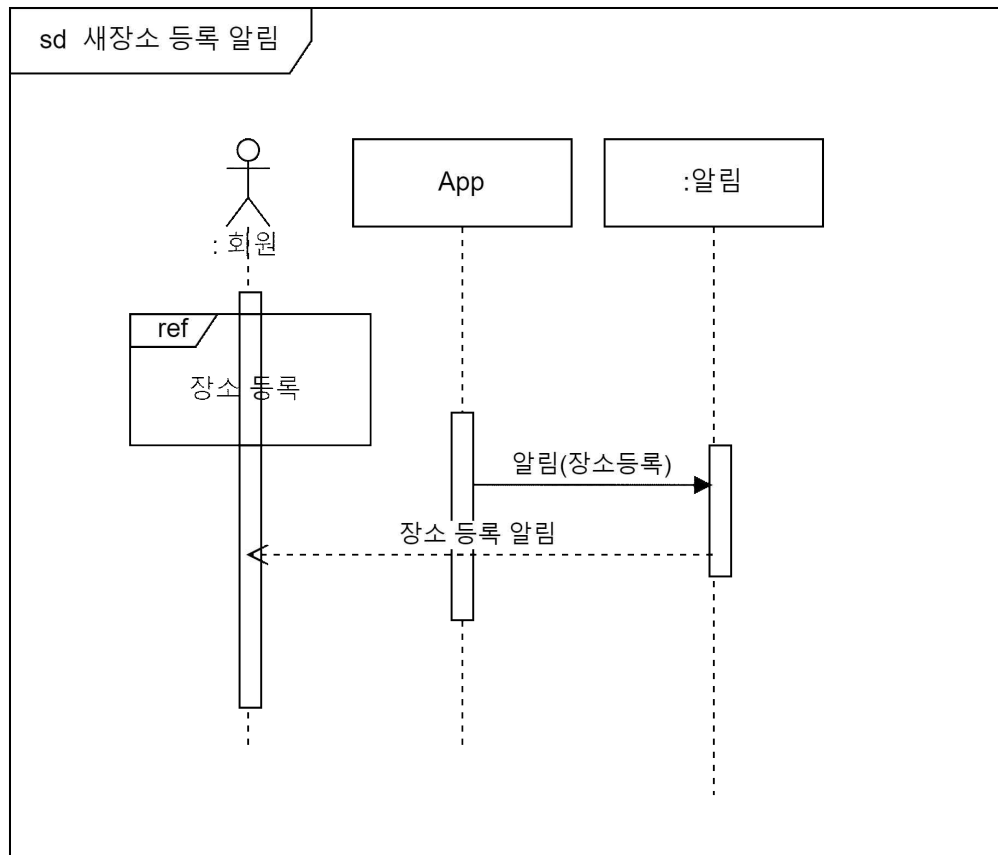 sd 새장소 등록 알림
: 회원
App
:알림
ref
장소 등록
알림(장소등록)
장소 등록 알림